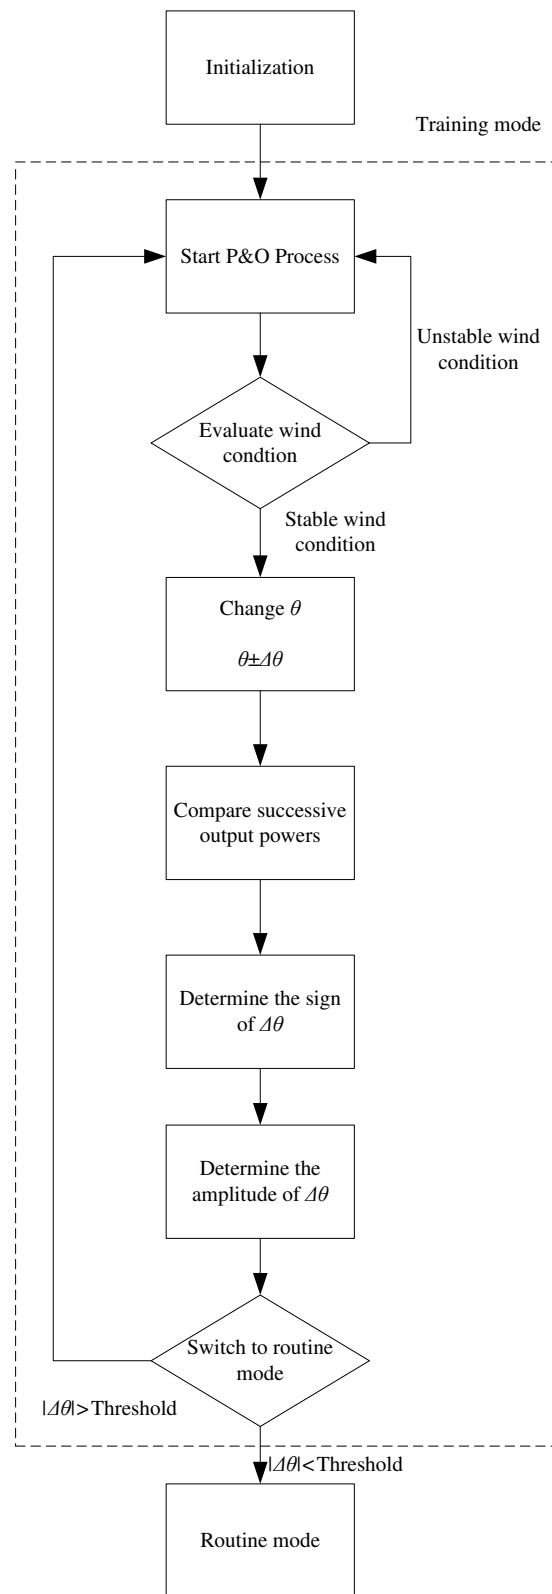 Initialization
Training mode
Start P&O Process
Unstable wind
condition
Evaluate wind
condtion
Stable wind
condition
Change θ
θ±Δθ
Compare successive
output powers
Determine the sign
of Δθ
Determine the
amplitude of Δθ
Switch to routine
mode
|Δθ|>Threshold
|Δθ|<Threshold
Routine mode